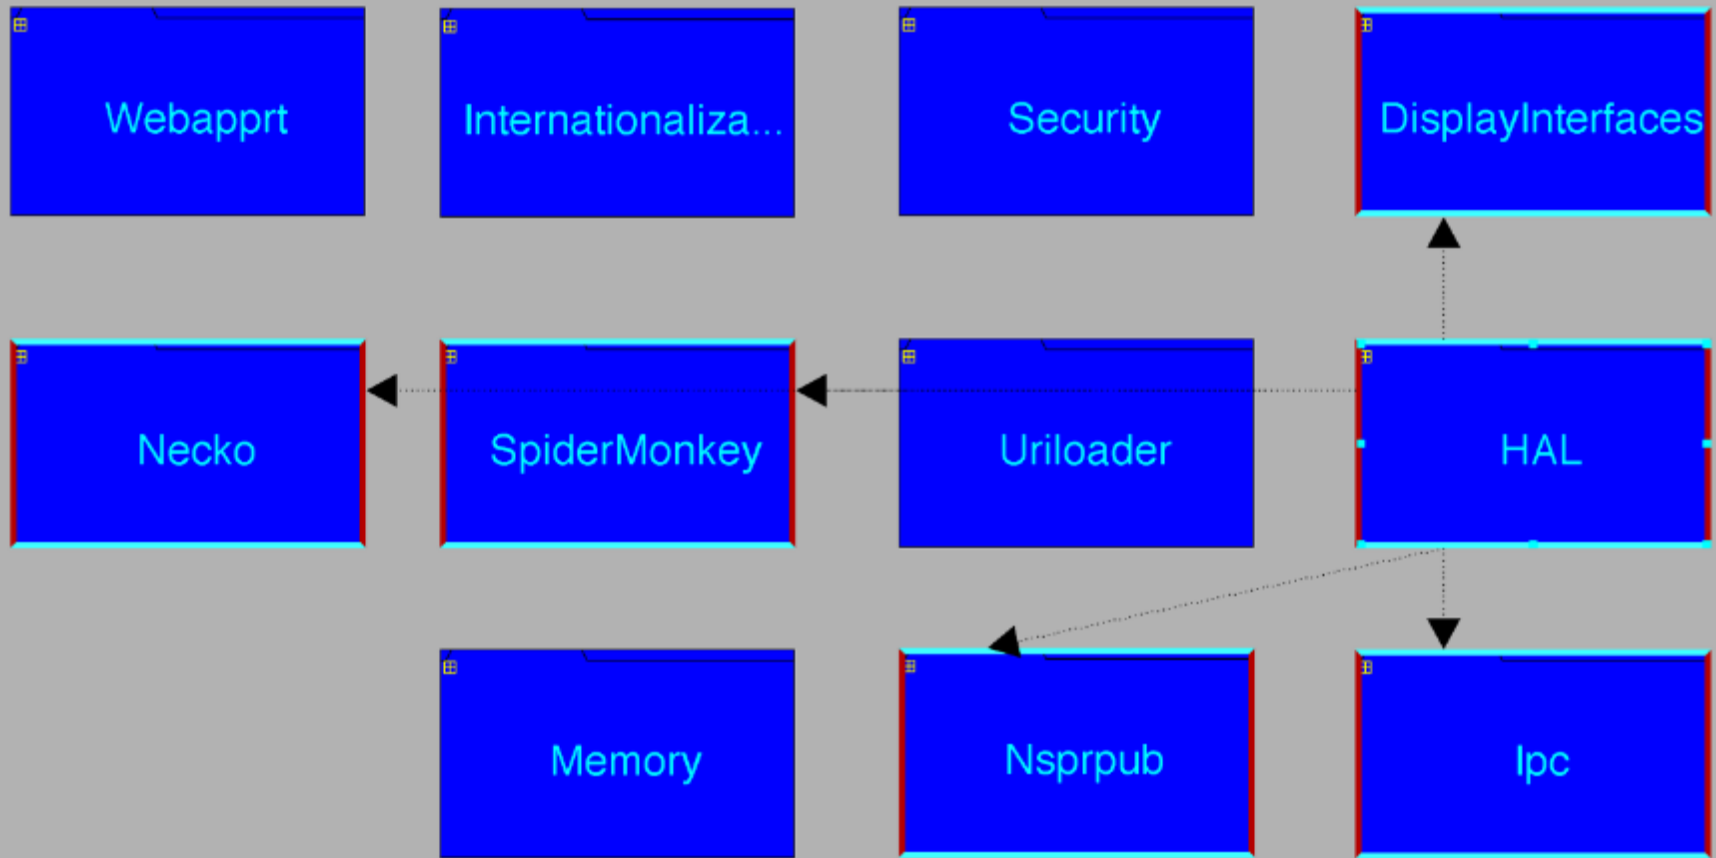 Webapprt
Internationaliza...
Security
DisplayInterfaces
Necko
SpiderMonkey
Uriloader
HAL
Memory
Nsprpub
Ipc